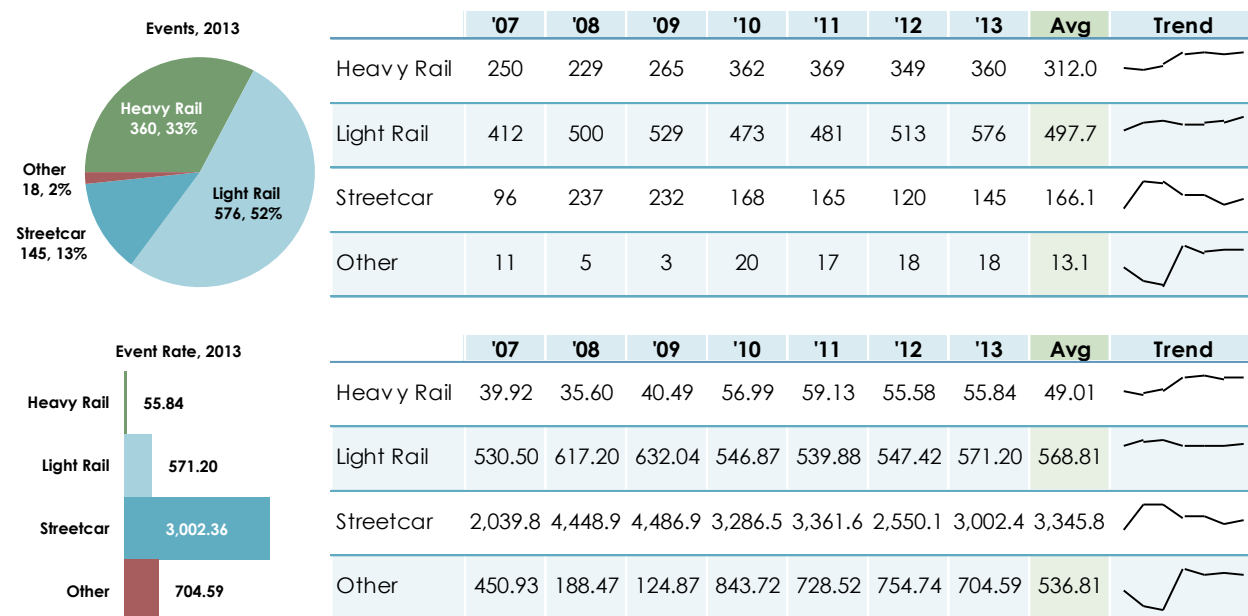 Events, 2013
Heavy Rail
360, 33%
Other
18, 2%
Light Rail
576, 52%
Streetcar
145, 13%
'07 '08 '09 '10 '11 '12 '13 Avg Trend
Heavy Rail 250 229 265 362 369 349 360 312.0
Light Rail 412 500 529 473 481 513 576 497.7
Streetcar 96 237 232 168 165 120 145 166.1
Other 11 5 3 20 17 18 18 13.1
Event Rate, 2013
Heavy Rail 55.84
Light Rail 571.20
Streetcar 3,002.36
Other 704.59
'07 '08 '09 '10 '11 '12 '13 Avg Trend
Heavy Rail 39.92 35.60 40.49 56.99 59.13 55.58 55.84 49.01
Light Rail 530.50 617.20 632.04 546.87 539.88 547.42 571.20 568.81
Streetcar 2,039.8 4,448.9 4,486.9 3,286.5 3,361.6 2,550.1 3,002.4 3,345.8
Other 450.93 188.47 124.87 843.72 728.52 754.74 704.59 536.81